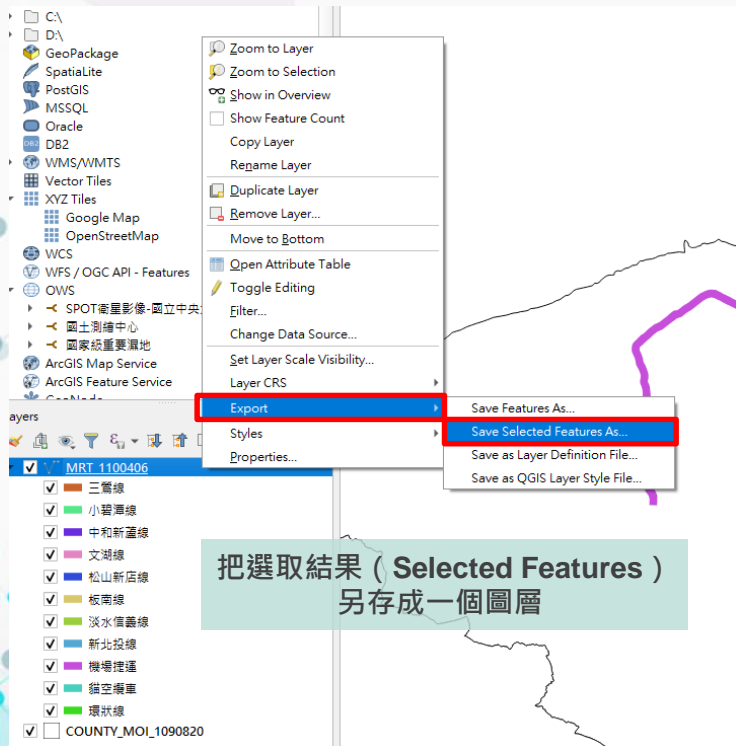 C:\
D:\
GeoPackage
SpatiaLite
PostGIS
MSSQL
Oracle
DB2
WMS/WMTS
Vector Tiles
XYZ Tiles
Google Map
OpenStreetMap
WCS
WFS / OGC API - Features
OWS
SPOT衛星影像-國立中央
國土測繪中心
國家級重要濕地
ArcGIS Map Service
ArcGIS Feature Service
Zoom to Layer
Zoom to Selection
Show in Overview
Show Feature Count
Copy Layer
Rename Layer
Duplicate Layer
Remove Layer...
Move to Bottom
Open Attribute Table
Toggle Editing
Filter...
Change Data Source...
Set Layer Scale Visibility...
Layer CRS
Export
Styles
Properties...
Save Features As...
Save Selected Features As...
Save as Layer Definition File...
Save as QGIS Layer Style File...
ayers
MRT_1100406
三鶯線
小碧潭線
中和新蘆線
文湖線
松山新店線
板南線
淡水信義線
新北投線
機場捷運
貓空纜車
環狀線
COUNTY_MOI_1090820
把選取結果（Selected Features）
另存成一個圖層